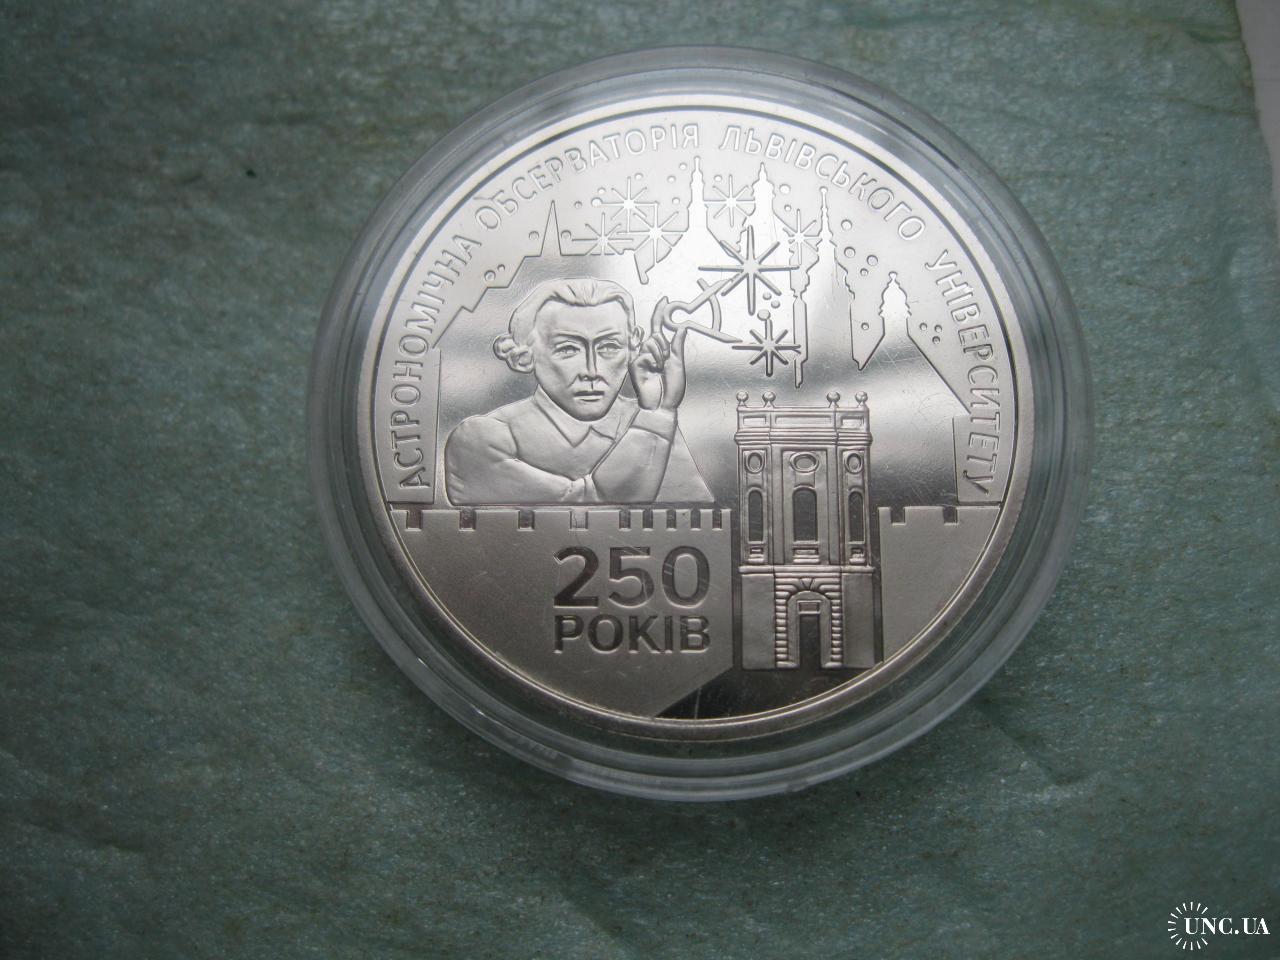 АСТРОНОМІЧНА ОБСЕРВАТОРІЯ ЛЬВІВСЬКОГО УНІВЕРСИТЕТУ
250
РОКІВ
UNC.UA